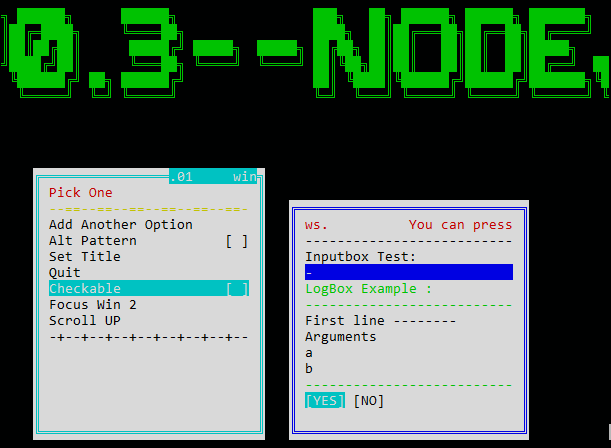 0.3--NODE.
.01 win
Pick One
--==--==--==--==--==--==-
Add Another Option
Alt Pattern [ ]
Set Title
Quit
Checkable [ ]
Focus Win 2
Scroll UP
-+--+--+--+--+--+--+--+--
ws. You can press
--------------------------
Inputbox Test:
-
LogBox Example :
--------------------------
First line --------
Arguments
a
b
--------------------------
[YES] [NO]